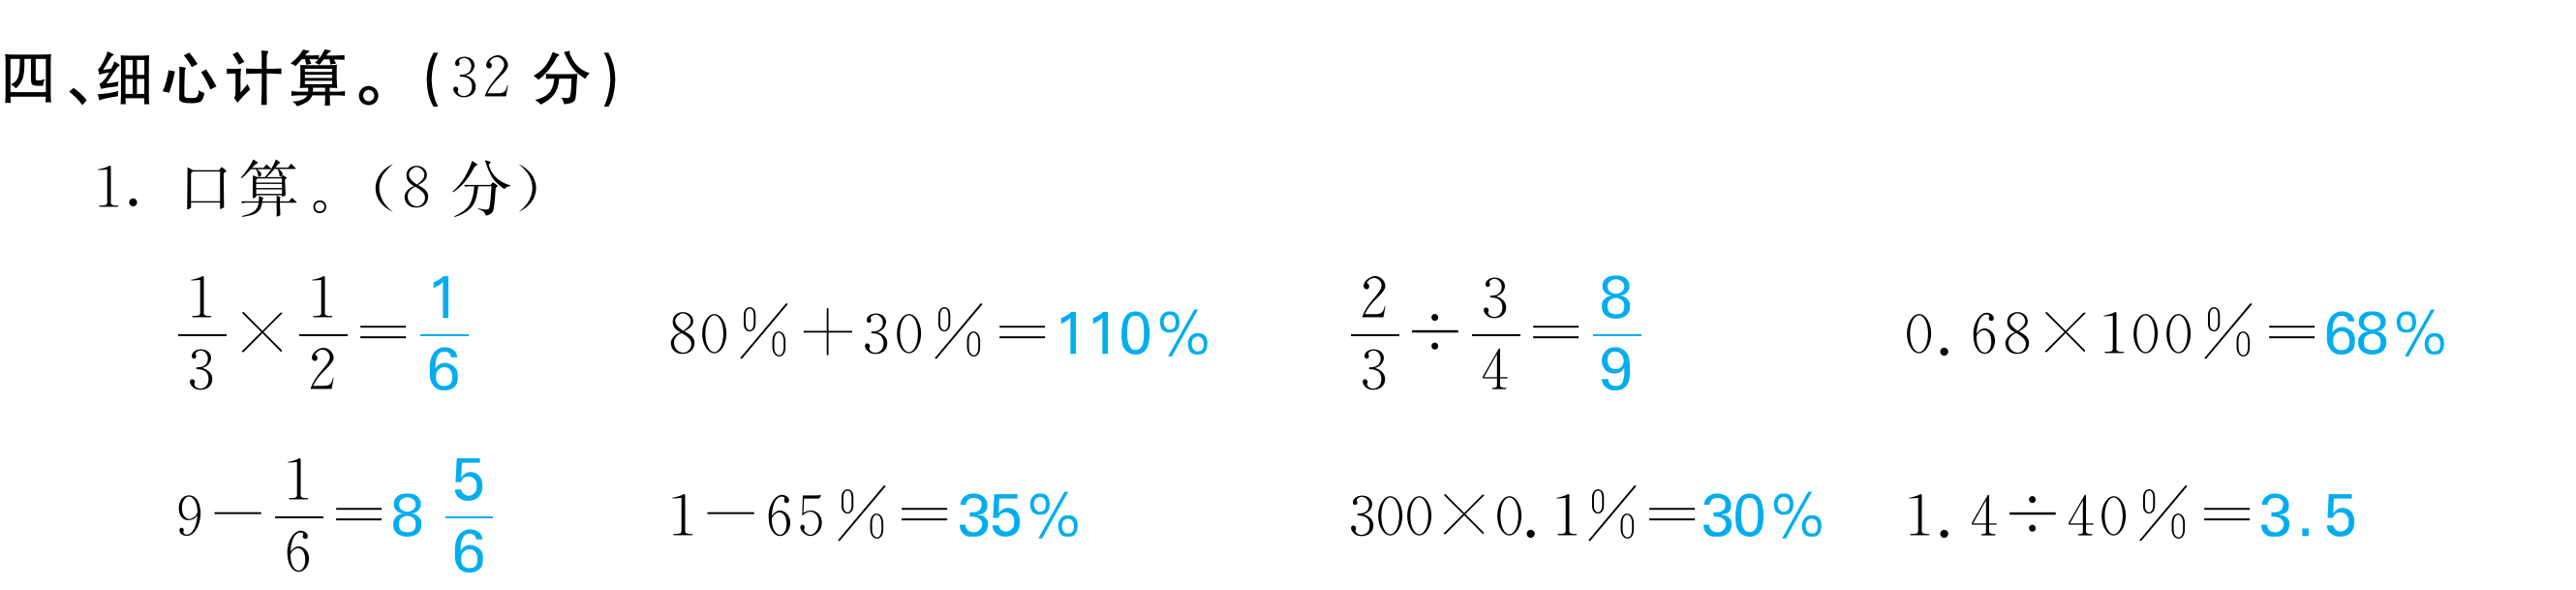 四、细心计算。(32 分)
1. 口算。(8 分)
1/3×1/2=1/6 80%+30%=110% 2/3÷3/4=8/9 0.68×100%=68%
9－1/6=8 5/6 1－65%=35% 300×0.1%=30% 1.4÷40%=3.5